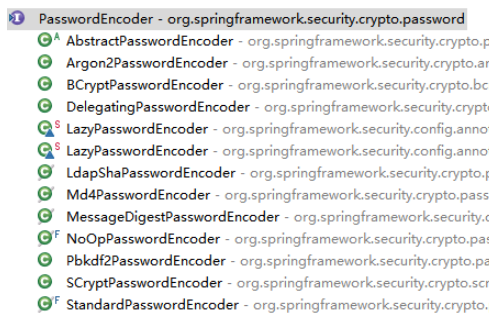 PasswordEncoder - org.springframework.security.crypto.password
AbstractPasswordEncoder - org.springframework.security.crypto.p
Argon2PasswordEncoder - org.springframework.security.crypto.ar
BCryptPasswordEncoder - org.springframework.security.crypto.bc
DelegatingPasswordEncoder - org.springframework.security.crypto
LazyPasswordEncoder - org.springframework.security.config.anno
LazyPasswordEncoder - org.springframework.security.config.anno
LdapShaPasswordEncoder - org.springframework.security.crypto.p
Md4PasswordEncoder - org.springframework.security.crypto.pass
MessageDigestPasswordEncoder - org.springframework.security.c
NoOpPasswordEncoder - org.springframework.security.crypto.pas
Pbkdf2PasswordEncoder - org.springframework.security.crypto.pa
SCryptPasswordEncoder - org.springframework.security.crypto.scr
StandardPasswordEncoder - org.springframework.security.crypto.